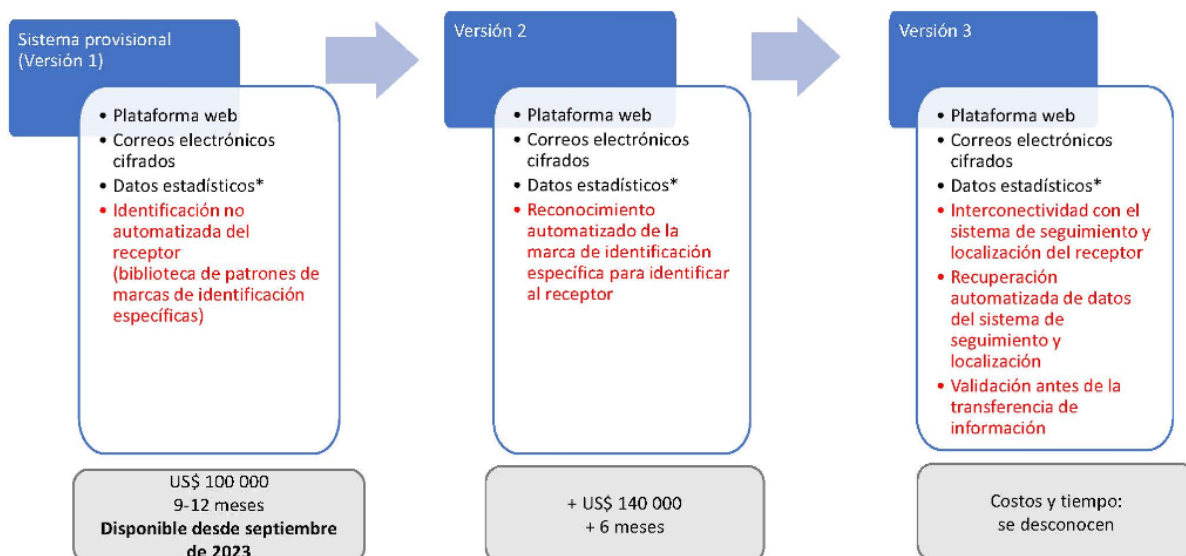 Sistema provisional
(Versión 1)
• Plataforma web
• Correos electrónicos
cifrados
• Datos estadísticos*
• Identificación no
automatizada del
receptor
(biblioteca de patrones de
marcas de identificación
específicas)
US$ 100 000
9-12 meses
Disponible desde septiembre
de 2023
Versión 2
• Plataforma web
• Correos electrónicos
cifrados
• Datos estadísticos*
• Reconocimiento
automatizado de la
marca de identificación
específica para identificar
al receptor
+ US$ 140 000
+ 6 meses
Versión 3
• Plataforma web
• Correos electrónicos
cifrados
• Datos estadísticos*
• Interconectividad con el
sistema de seguimiento y
localización del receptor
• Recuperación
automatizada de datos
del sistema de
seguimiento y
localización
• Validación antes de la
transferencia de
información
Costos y tiempo:
se desconocen